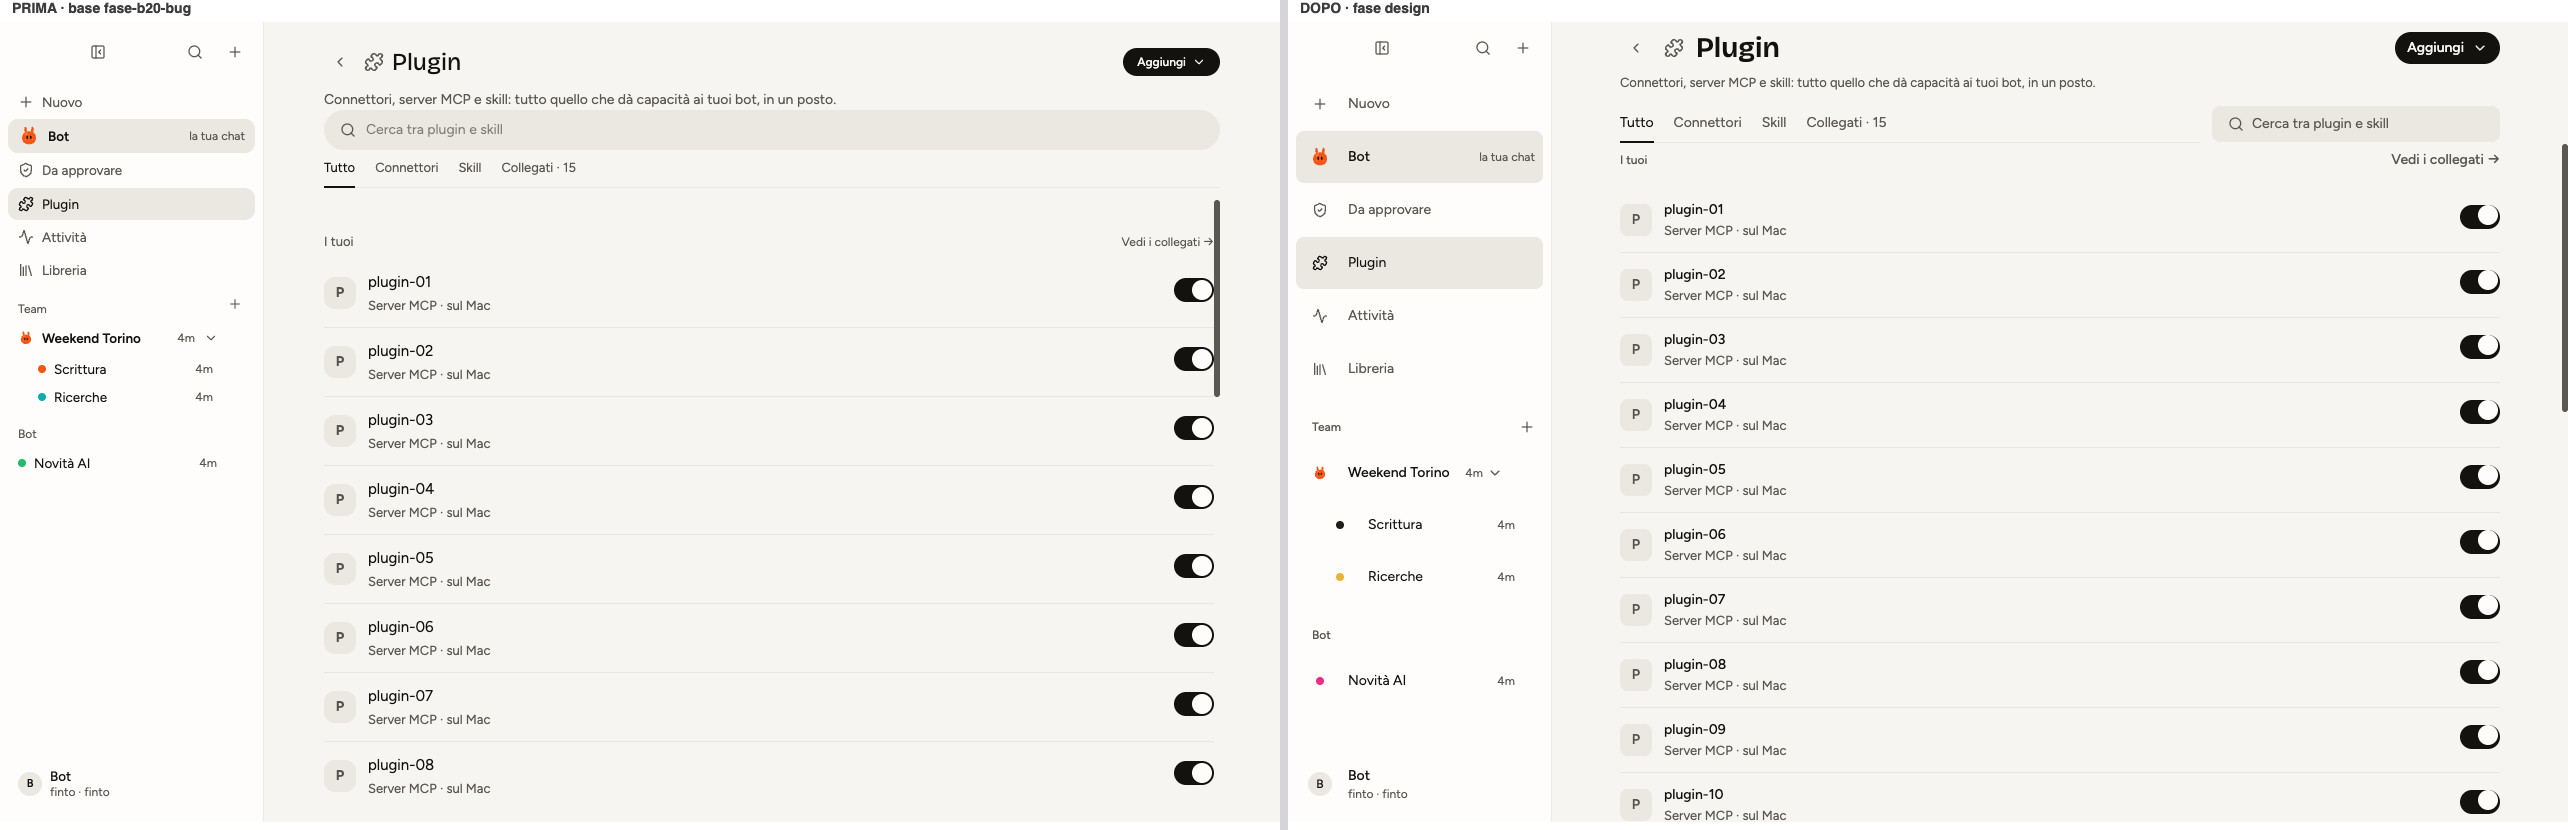 PRIMA · base fase-b20-bug
Nuovo
Bot
la tua chat
Da approvare
Plugin
Attività
Libreria
Team
Weekend Torino
4m
Scrittura
4m
Ricerche
4m
Bot
Novità AI
4m
B
Bot
finto · finto
Plugin
Aggiungi
Connettori, server MCP e skill: tutto quello che dà capacità ai tuoi bot, in un posto.
Cerca tra plugin e skill
Tutto
Connettori
Skill
Collegati · 15
I tuoi
Vedi i collegati →
P
plugin-01
Server MCP · sul Mac
P
plugin-02
Server MCP · sul Mac
P
plugin-03
Server MCP · sul Mac
P
plugin-04
Server MCP · sul Mac
P
plugin-05
Server MCP · sul Mac
P
plugin-06
Server MCP · sul Mac
P
plugin-07
Server MCP · sul Mac
P
plugin-08
Server MCP · sul Mac
DOPO · fase design
Nuovo
Bot
la tua chat
Da approvare
Plugin
Attività
Libreria
Team
Weekend Torino
4m
Scrittura
4m
Ricerche
4m
Bot
Novità AI
4m
B
Bot
finto · finto
Plugin
Aggiungi
Connettori, server MCP e skill: tutto quello che dà capacità ai tuoi bot, in un posto.
Tutto
Connettori
Skill
Collegati · 15
Cerca tra plugin e skill
I tuoi
Vedi i collegati →
P
plugin-01
Server MCP · sul Mac
P
plugin-02
Server MCP · sul Mac
P
plugin-03
Server MCP · sul Mac
P
plugin-04
Server MCP · sul Mac
P
plugin-05
Server MCP · sul Mac
P
plugin-06
Server MCP · sul Mac
P
plugin-07
Server MCP · sul Mac
P
plugin-08
Server MCP · sul Mac
P
plugin-09
Server MCP · sul Mac
P
plugin-10
Server MCP · sul Mac